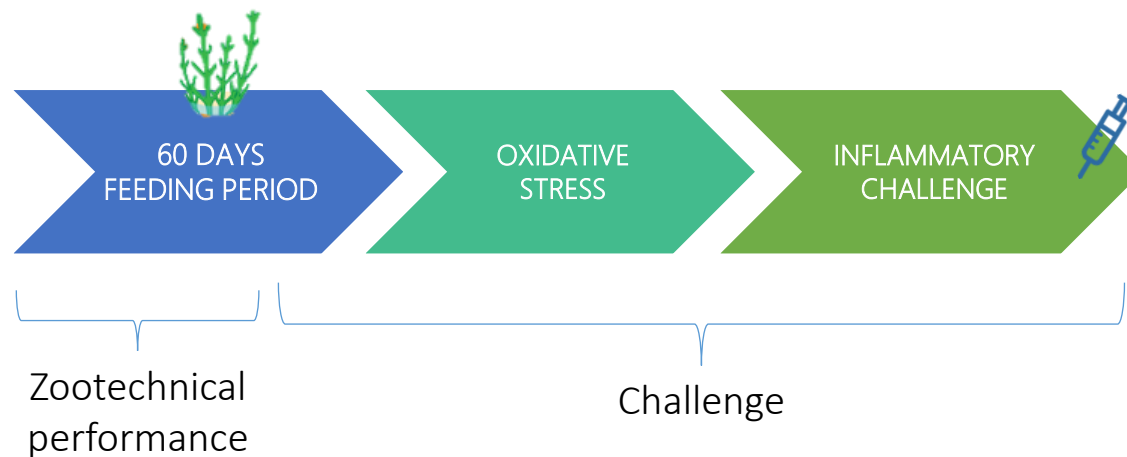 60 DAYS
FEEDING PERIOD
OXIDATIVE
STRESS
INFLAMMATORY
CHALLENGE
Zootechnical
performance
Challenge